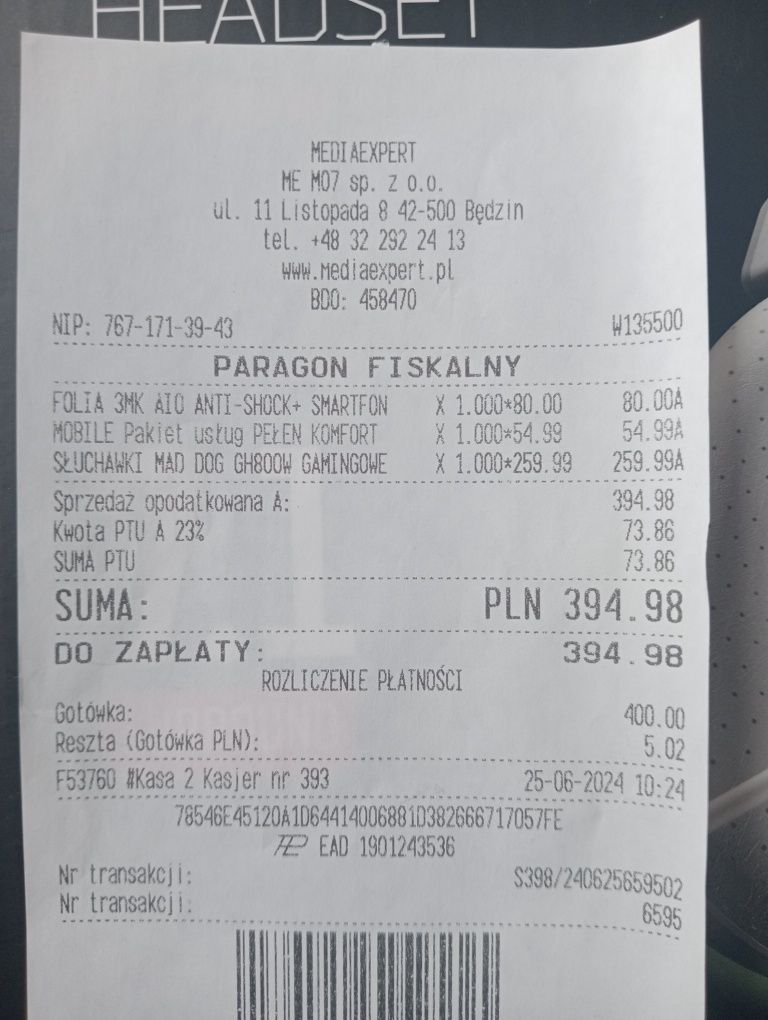 HEADSET
MEDIAEXPERT
ME M07 sp. z o.o.
ul. 11 Listopada 8 42-500 Będzin
tel. +48 32 292 24 13
www.mediaexpert.pl
BDO: 458470
NIP: 767-171-39-43 W135500
PARAGON FISKALNY
FOLIA 3MK AIO ANTI-SHOCK+ SMARTFON X 1.000*80.00 80.00A
MOBILE Pakiet usług PEŁEN KOMFORT X 1.000*54.99 54.99A
SŁUCHAWKI MAD DOG GH800W GAMINGOWE X 1.000*259.99 259.99A
Sprzedaż opodatkowana A: 394.98
Kwota PTU A 23% 73.86
SUMA PTU 73.86
SUMA: PLN 394.98
DO ZAPŁATY: 394.98
ROZLICZENIE PŁATNOŚCI
Gotówka: 400.00
Reszta (Gotówka PLN): 5.02
F53760 #Kasa 2 Kasjer nr 393 25-06-2024 10:24
78546E45120A1D64414006881D382666717057FE
EAD 1901243536
Nr transakcji: S398/240625659502
Nr transakcji: 6595